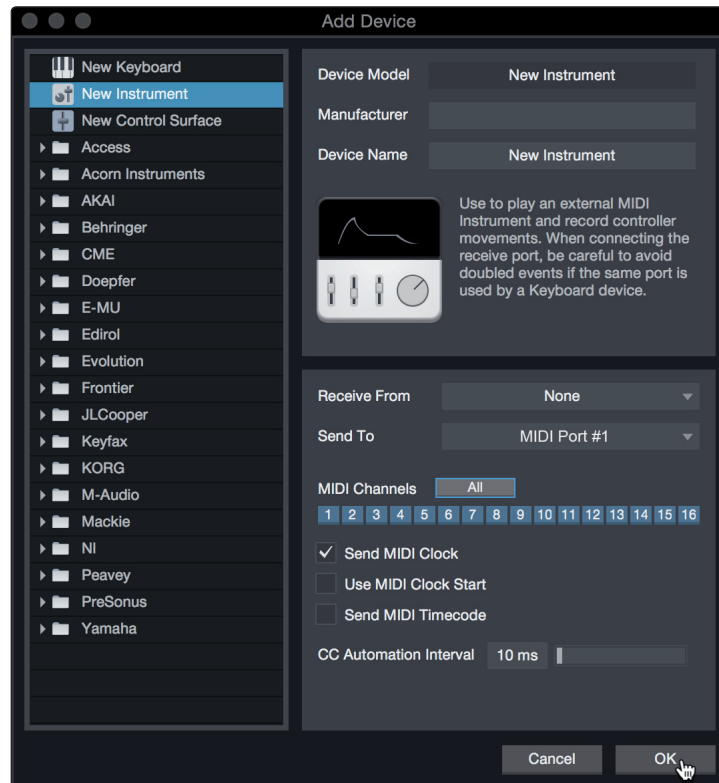 Add Device
New Keyboard
New Instrument
New Control Surface
Access
Acorn Instruments
AKAI
Behringer
CME
Doepfer
E-MU
Edirol
Evolution
Frontier
JLCooper
Keyfax
KORG
M-Audio
Mackie
NI
Peavey
PreSonus
Yamaha
Device Model New Instrument
Manufacturer
Device Name New Instrument
Use to play an external MIDI
Instrument and record controller
movements. When connecting the
receive port, be careful to avoid
doubled events if the same port is
used by a Keyboard device.
Receive From None
Send To MIDI Port #1
MIDI Channels All
1 2 3 4 5 6 7 8 9 10 11 12 13 14 15 16
Send MIDI Clock
Use MIDI Clock Start
Send MIDI Timecode
CC Automation Interval 10 ms
Cancel OK